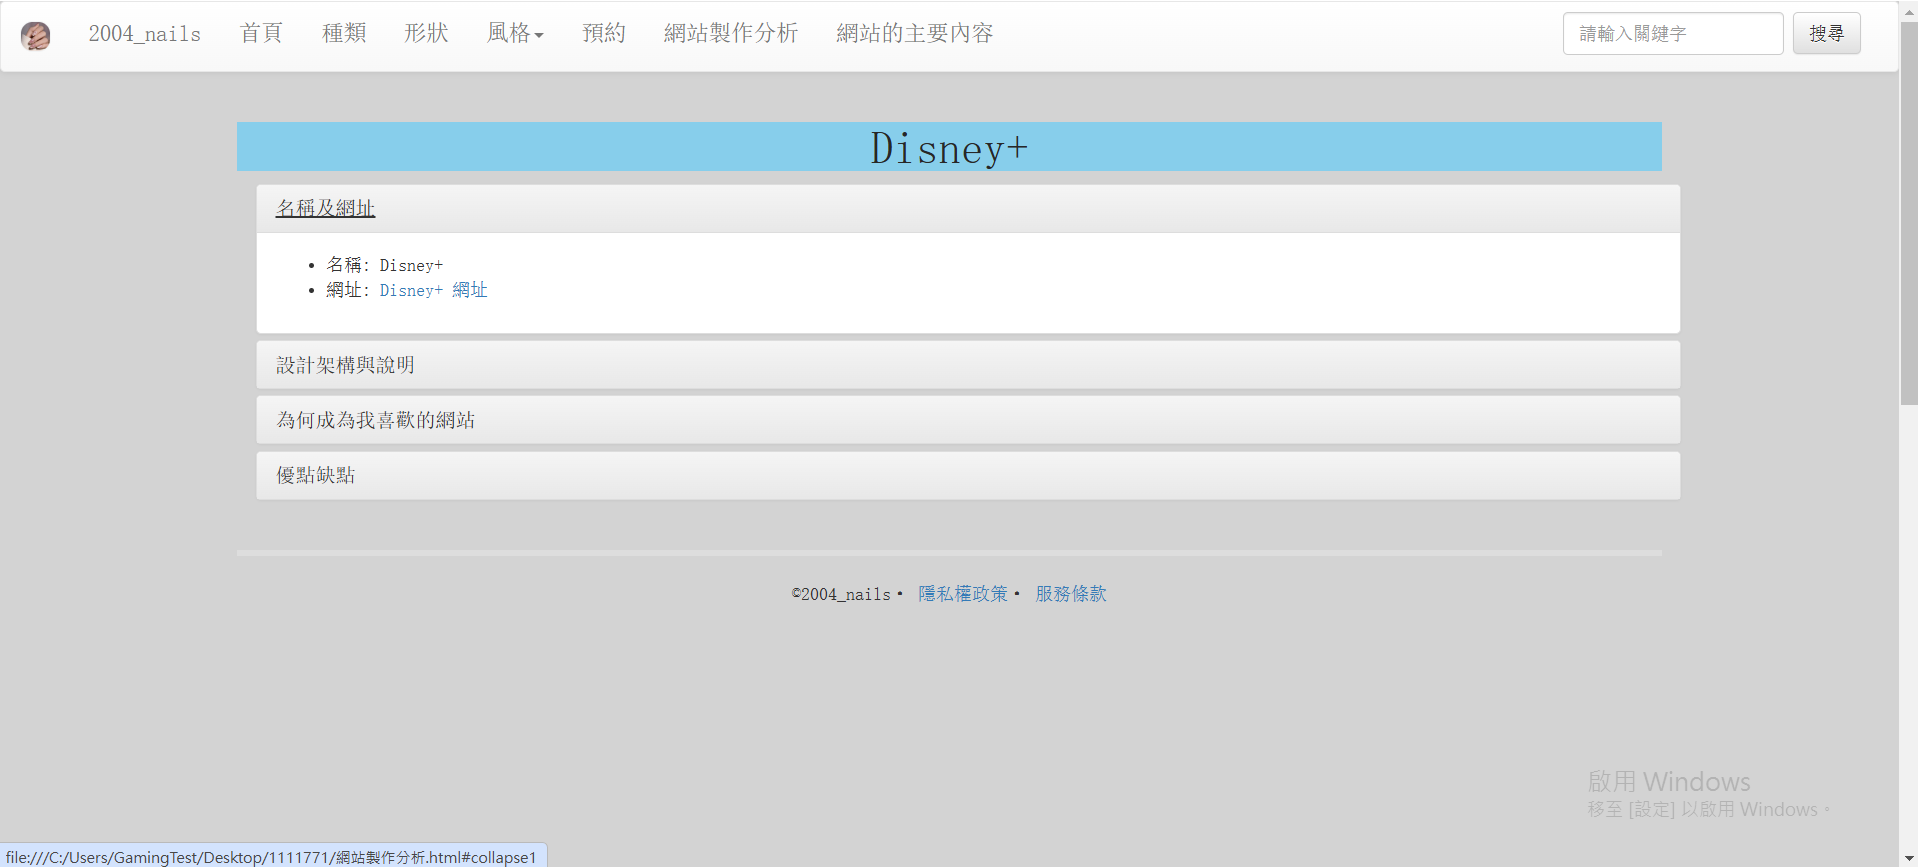 2004_nails 首頁 種類 形狀 風格 預約 網站製作分析 網站的主要內容 請輸入關鍵字 搜尋
Disney+
名稱及網址
• 名稱: Disney+
• 網址: Disney+ 網址
設計架構與說明
為何成為我喜歡的網站
優點缺點
©2004_nails • 隱私權政策 • 服務條款
啟用 Windows
移至 [設定] 以啟用 Windows。
file:///C:/Users/GamingTest/Desktop/1111771/網站製作分析.html#collapse1